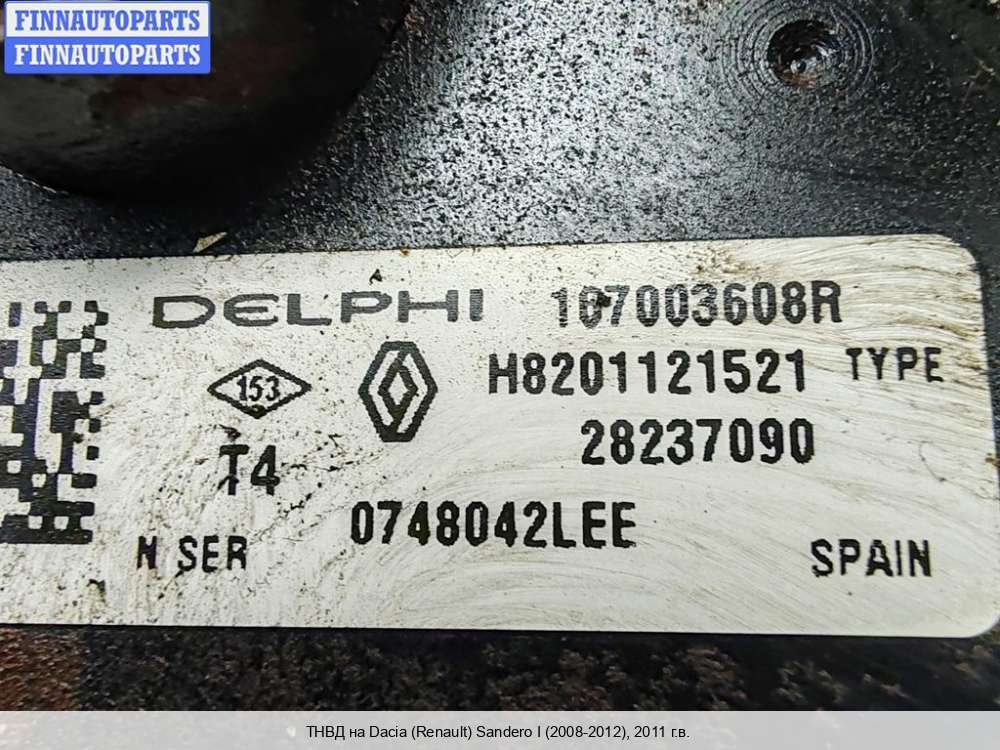 FINNAUTOPARTS
FINNAUTOPARTS
DELPHI 167003608R
153 H8201121521 TYPE
T4 28237090
N SER 0748042LEE SPAIN
ТНВД на Dacia (Renault) Sandero I (2008-2012), 2011 г.в.